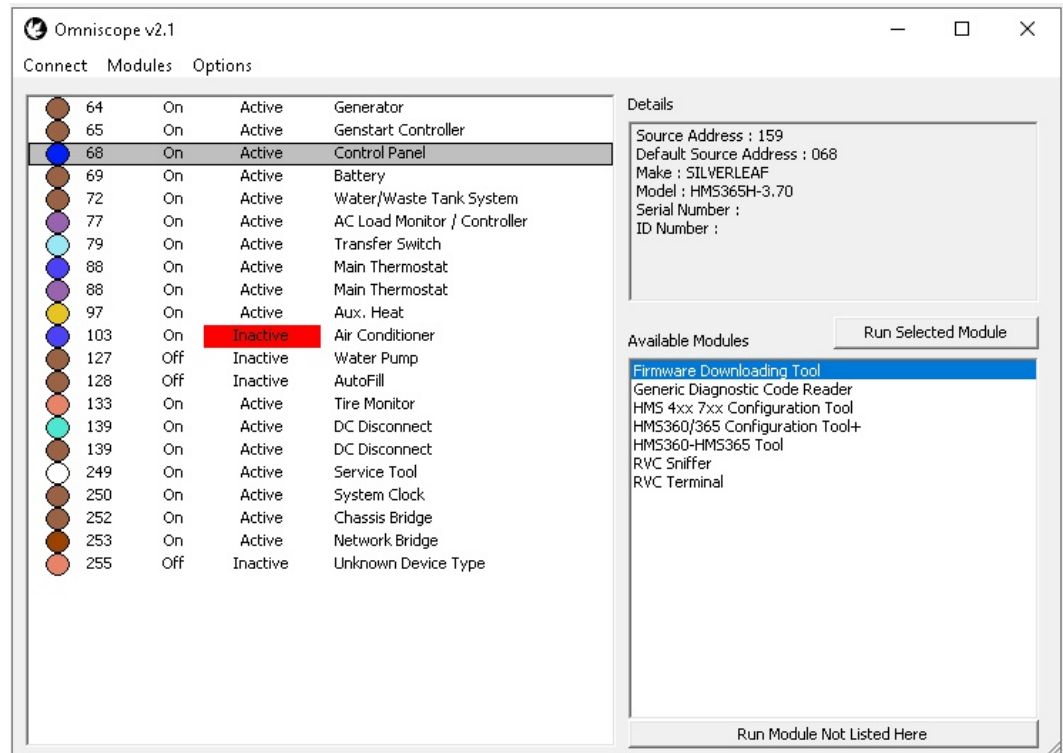 Omniscope v2.1
Connect Modules Options
64 On Active Generator
65 On Active Genstart Controller
68 On Active Control Panel
69 On Active Battery
72 On Active Water/Waste Tank System
77 On Active AC Load Monitor / Controller
79 On Active Transfer Switch
88 On Active Main Thermostat
88 On Active Main Thermostat
97 On Active Aux. Heat
103 On Inactive Air Conditioner
127 Off Inactive Water Pump
128 Off Inactive AutoFill
133 On Active Tire Monitor
139 On Active DC Disconnect
139 On Active DC Disconnect
249 On Active Service Tool
250 On Active System Clock
252 On Active Chassis Bridge
253 On Active Network Bridge
255 Off Inactive Unknown Device Type
Details
Source Address : 159
Default Source Address : 068
Make : SILVERLEAF
Model : HMS365H-3.70
Serial Number :
ID Number :
Available Modules
Run Selected Module
Firmware Downloading Tool
Generic Diagnostic Code Reader
HMS 4xx 7xx Configuration Tool
HMS360/365 Configuration Tool+
HMS360-HMS365 Tool
RVC Sniffer
RVC Terminal
Run Module Not Listed Here